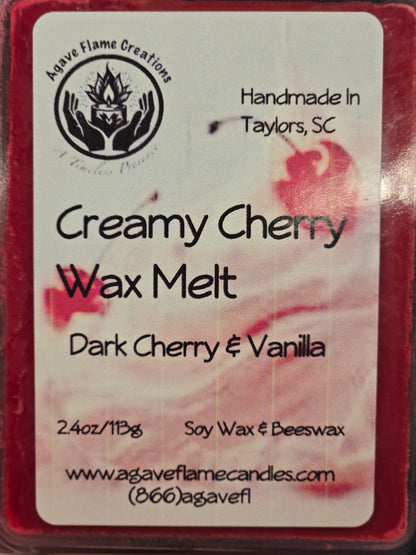 Agave Flame Creations
A Timeless Presence
Handmade In
Taylors, SC
Creamy Cherry
Wax Melt
Dark Cherry & Vanilla
2.4oz/113g Soy Wax & Beeswax
www.agaveflamecandles.com
(866)agavefl